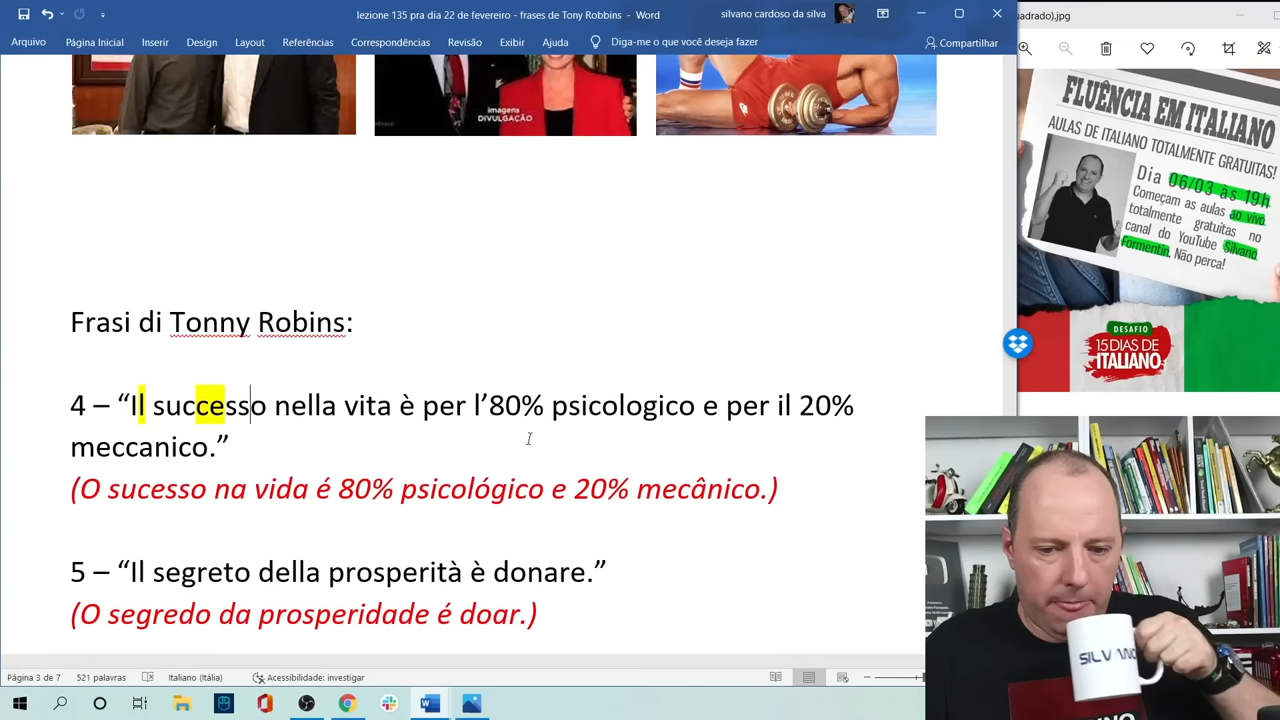 lezione 135 pra dia 22 de fevereiro - frases de Tony Robbins - Word
silvano cardoso da silva
uadrado).jpg
Arquivo Página Inicial Inserir Design Layout Referências Correspondências Revisão Exibir Ajuda Diga-me o que você deseja fazer Compartilhar
imagens
DIVULGAÇÃO
Frasi di Tonny Robins:
4 – “Il successo nella vita è per l’80% psicologico e per il 20%
meccanico.”
(O sucesso na vida é 80% psicológico e 20% mecânico.)
5 – “Il segreto della prosperità è donare.”
(O segredo da prosperidade é doar.)
FLUÊNCIA EM ITALIANO
AULAS DE ITALIANO TOTALMENTE GRATUITAS!
Dia 06/03 às 19h
Começam as aulas ao vivo
totalmente gratuitas no
canal do YouTube Silvano
Formentin. Não perca!
DESAFIO
15 DIAS DE
ITALIANO
SILVANO
Página 3 de 7 521 palavras Italiano (Itália) Acessibilidade: investigar